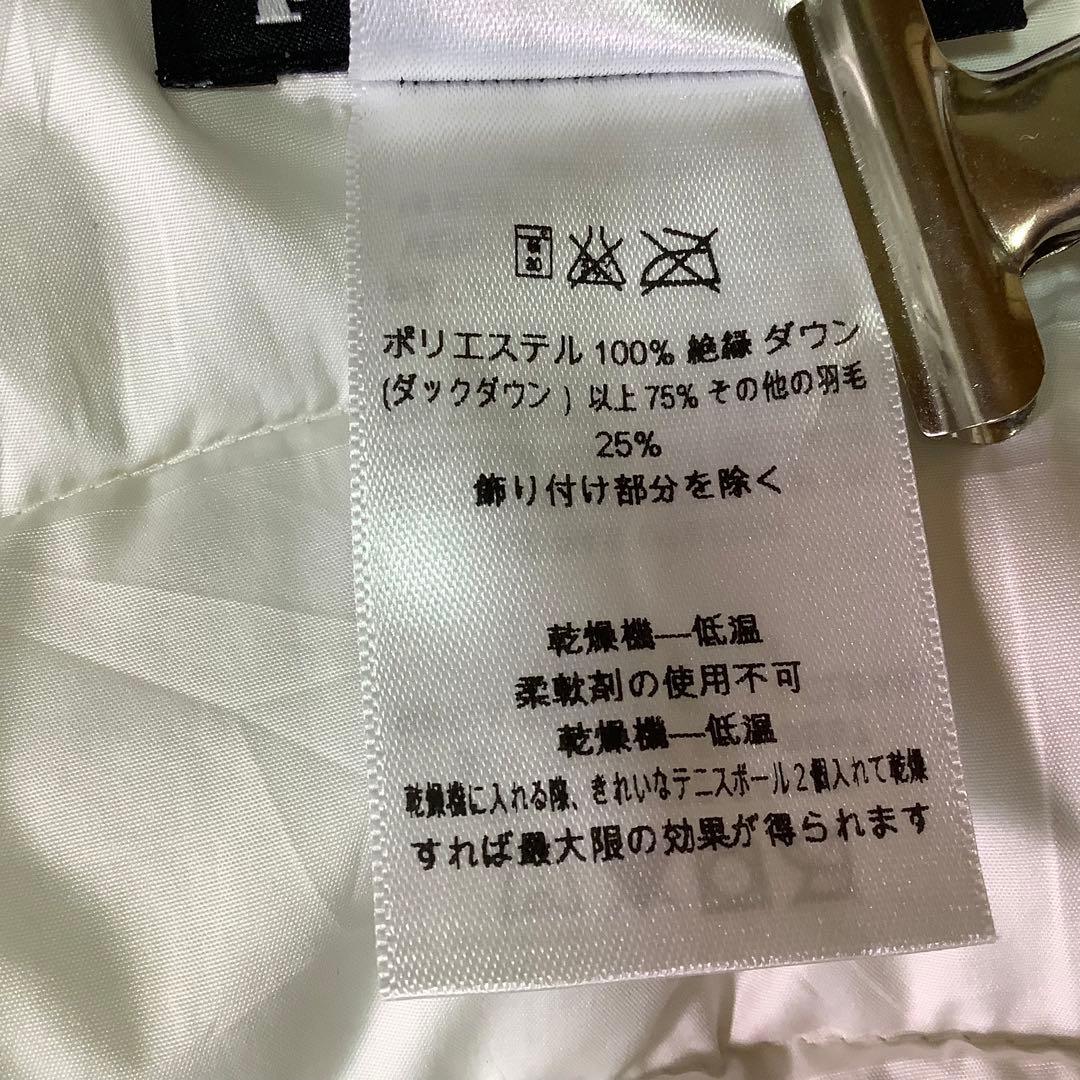 ポリエステル 100% 絶縁 ダウン
(ダックダウン) 以上 75% その他の羽毛
25%
飾り付け部分を除く
乾燥機—低温
柔軟剤の使用不可
乾燥機—低温
乾燥機に入れる際、きれいなテニスボール2個入れて乾燥
すれば最大限の効果が得られます